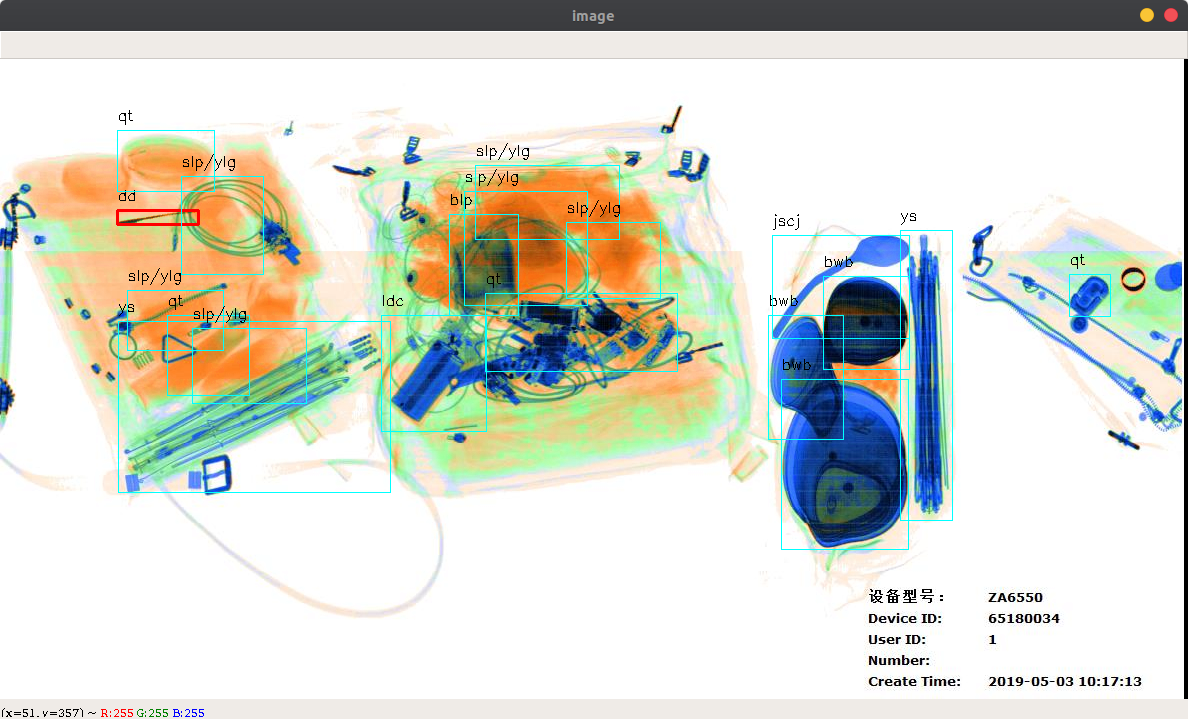 image
qt
slp/ylg
slp/ylg
slp/ylg
dd
blp
slp/ylg
jscj
ys
bwb
qt
slp/ylg
qt
ys
qt
slp/ylg
ldc
bwb
bwb
设备型号: ZA6550
Device ID: 65180034
User ID: 1
Number:
Create Time: 2019-05-03 10:17:13
(x=51, y=357) ~ R:255 G:255 B:255